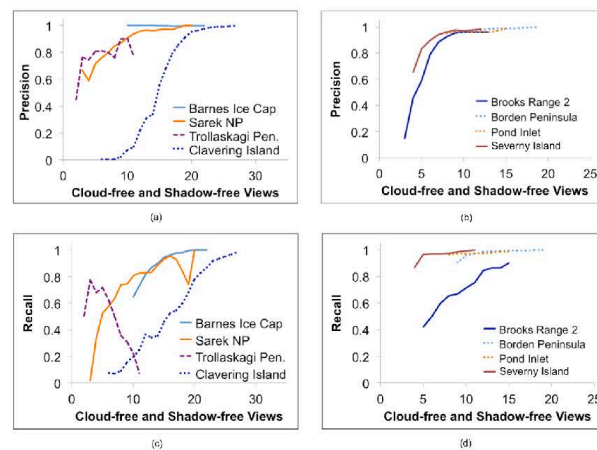 Precision
1
0.8
0.6
0.4
0.2
0
Barnes Ice Cap
Sarek NP
Trollaskagi Pen.
Clavering Island
0 10 20 30
Cloud-free and Shadow-free Views
(a)
Precision
1
0.8
0.6
0.4
0.2
0
Brooks Range 2
Borden Peninsula
Pond Inlet
Severny Island
0 5 10 15 20 25
Cloud-free and Shadow-free Views
(b)
Recall
1
0.8
0.6
0.4
0.2
0
Barnes Ice Cap
Sarek NP
Trollaskagi Pen.
Clavering Island
0 10 20 30
Cloud-free and Shadow-free Views
(c)
Recall
1
0.8
0.6
0.4
0.2
0
Brooks Range 2
Borden Peninsula
Pond Inlet
Severny Island
0 5 10 15 20 25
Cloud-free and Shadow-free Views
(d)